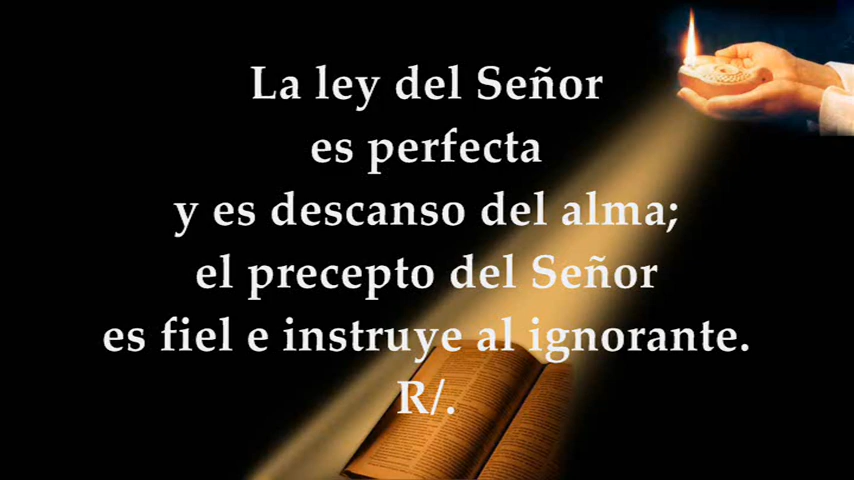 La ley del Señor
es perfecta
y es descanso del alma;
el precepto del Señor
es fiel e instruye al ignorante.
R/.